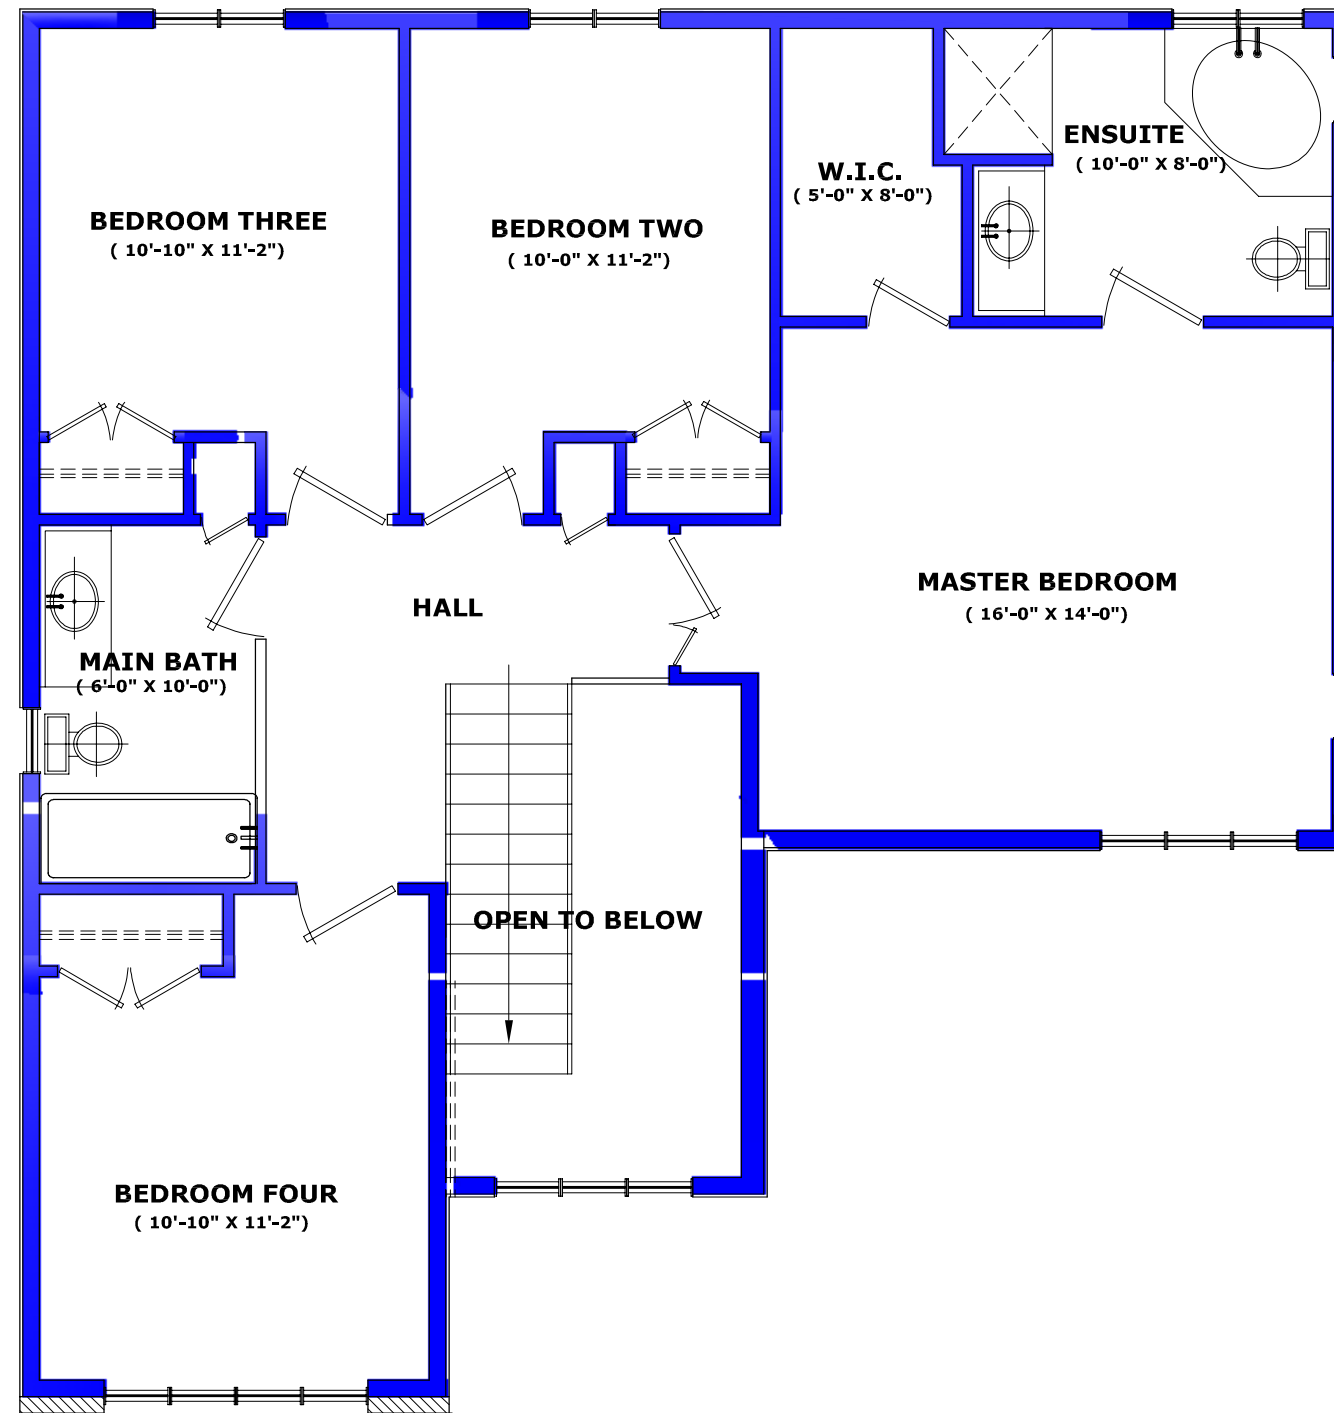 ENSUITE
( 10'-0" X 8'-0")
W.I.C.
( 5'-0" X 8'-0")
BEDROOM THREE
( 10'-10" X 11'-2")
BEDROOM TWO
( 10'-0" X 11'-2")
MASTER BEDROOM
( 16'-0" X 14'-0")
HALL
MAIN BATH
( 6'-0" X 10'-0")
OPEN TO BELOW
BEDROOM FOUR
( 10'-10" X 11'-2")